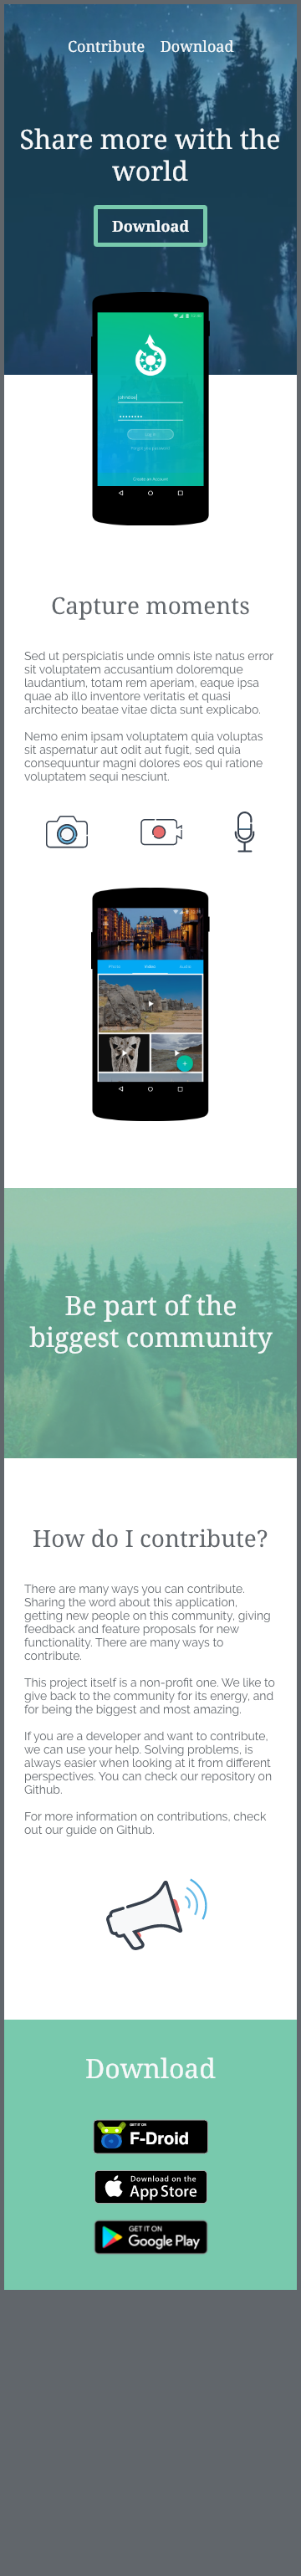 Contribute Download
Share more with the
world
Download
Capture moments
Sed ut perspiciatis unde omnis iste natus error
sit voluptatem accusantium doloremque
laudantium, totam rem aperiam, eaque ipsa
quae ab illo inventore veritatis et quasi
architecto beatae vitae dicta sunt explicabo.
Nemo enim ipsam voluptatem quia voluptas
sit aspernatur aut odit aut fugit, sed quia
consequuntur magni dolores eos qui ratione
voluptatem sequi nesciunt.
Be part of the
biggest community
How do I contribute?
There are many ways you can contribute.
Sharing the word about this application,
getting new people on this community, giving
feedback and feature proposals for new
functionality. There are many ways to
contribute.
This project itself is a non-profit one. We like to
give back to the community for its energy, and
for being the biggest and most amazing.
If you are a developer and want to contribute,
we can use your help. Solving problems, is
always easier when looking at it from different
perspectives. You can check our repository on
Github.
For more information on contributions, check
out our guide on Github.
Download
GET IT ON
F-Droid
Download on the
App Store
GET IT ON
Google Play